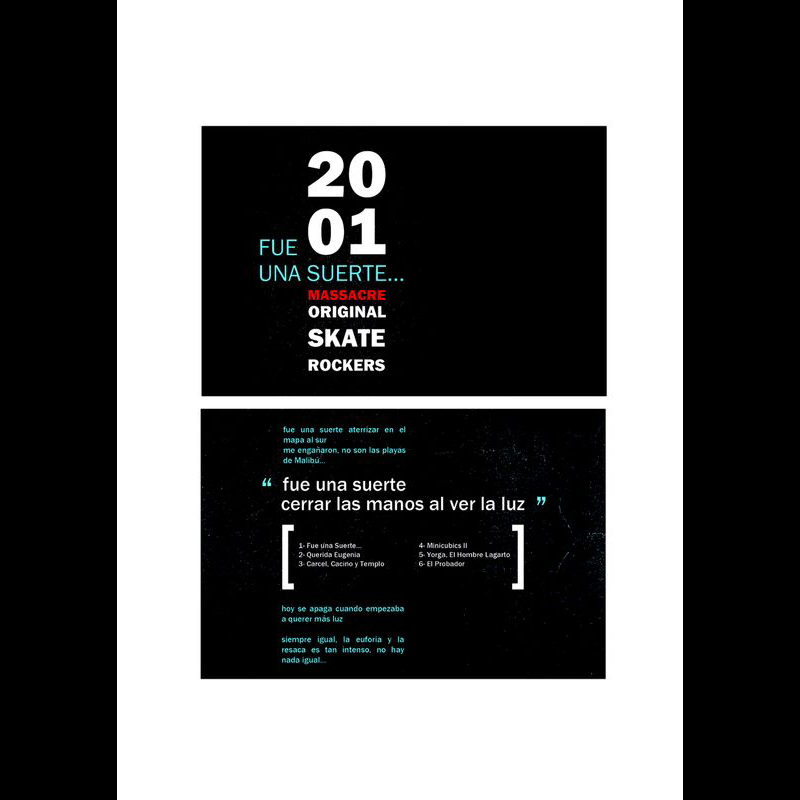 20
01
FUE
UNA SUERTE...
MASSACRE
ORIGINAL
SKATE
ROCKERS
fue una suerte aterrizar en el
mapa al sur
me engañaron, no son las playas
de Malibú...
“ fue una suerte
cerrar las manos al ver la luz ”
1- Fue una Suerte...
2- Querida Eugenia
3- Carcel, Cacino y Templo
4- Minicubics II
5- Yorga, El Hombre Lagarto
6- El Probador
hoy se apaga cuando empezaba
a querer más luz
siempre igual, la euforia y la
resaca es tan intenso, no hay
nada igual...